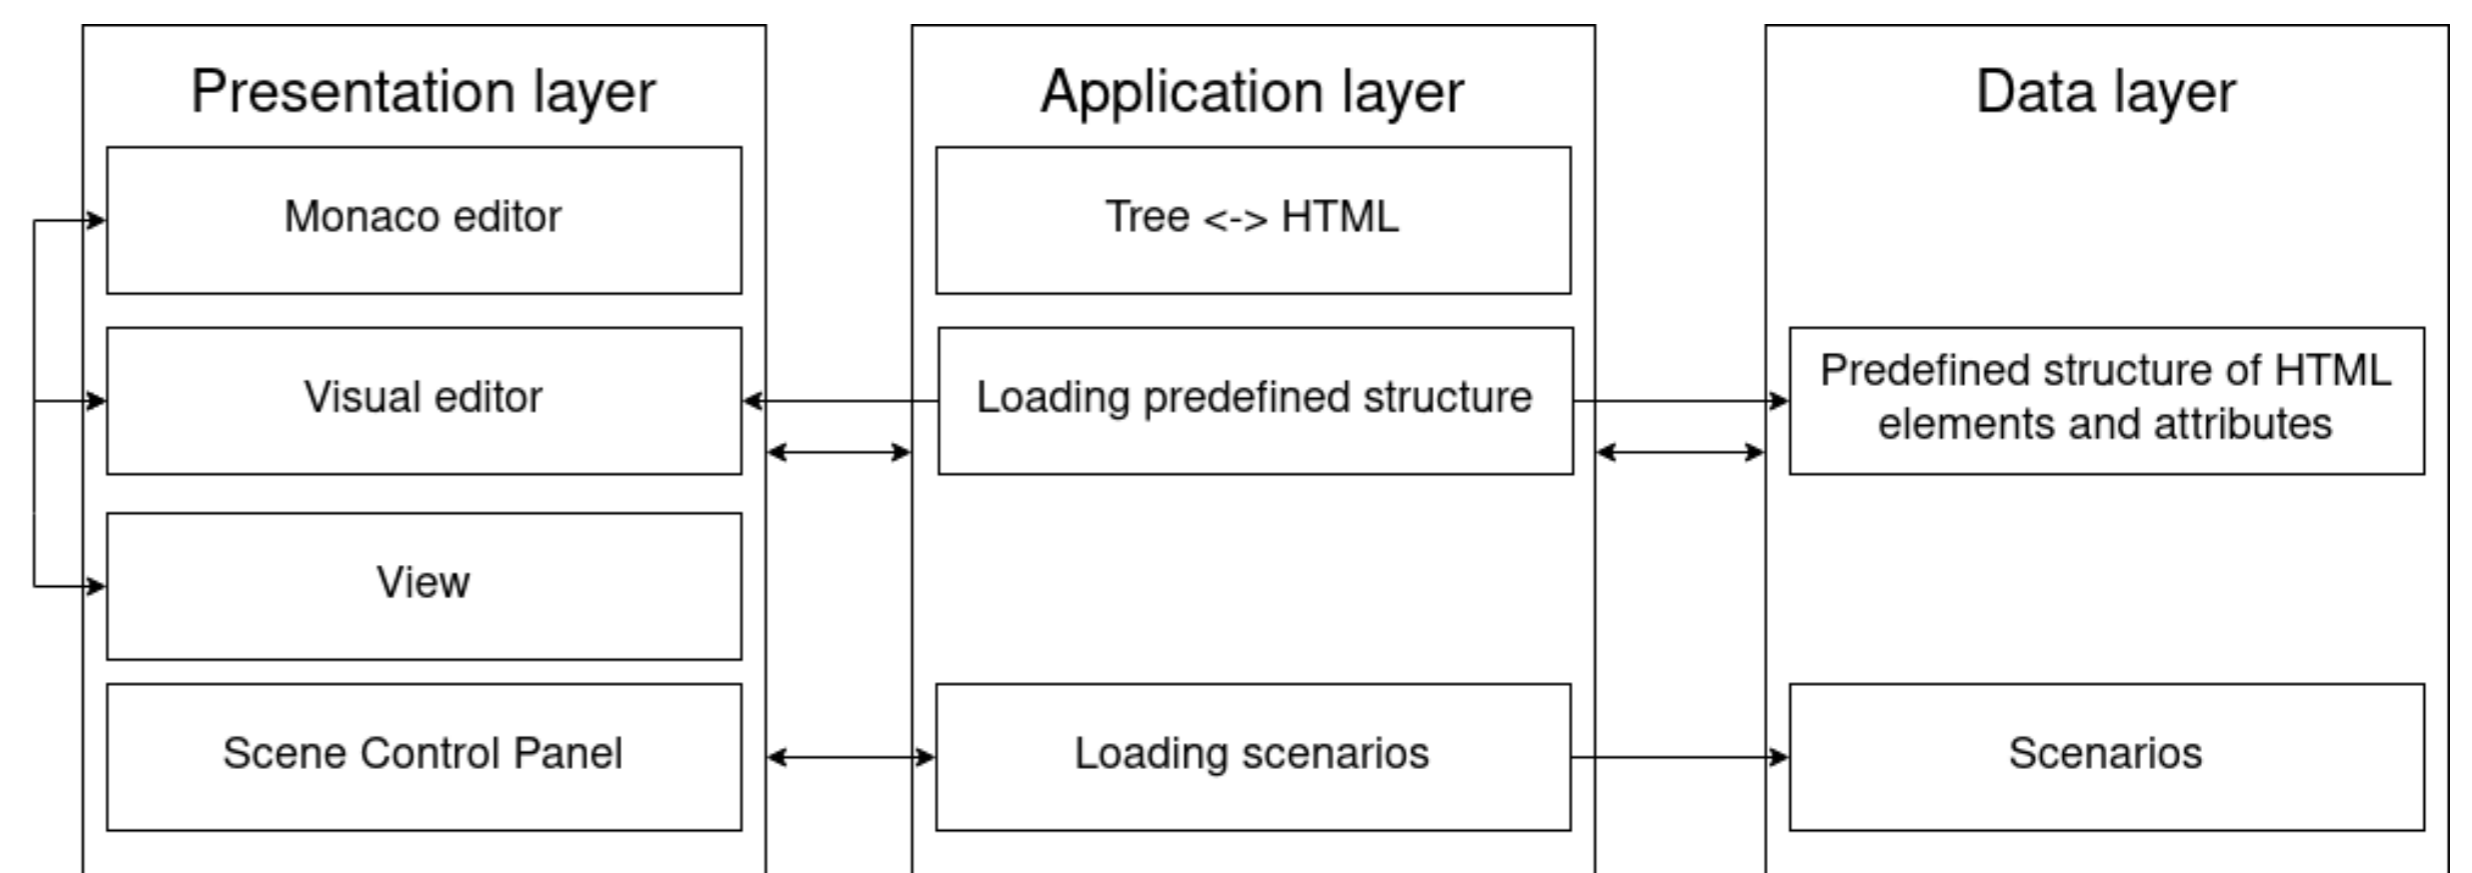 Presentation layer
Monaco editor
Visual editor
View
Scene Control Panel
Application layer
Tree <-> HTML
Loading predefined structure
Loading scenarios
Data layer
Predefined structure of HTML
elements and attributes
Scenarios